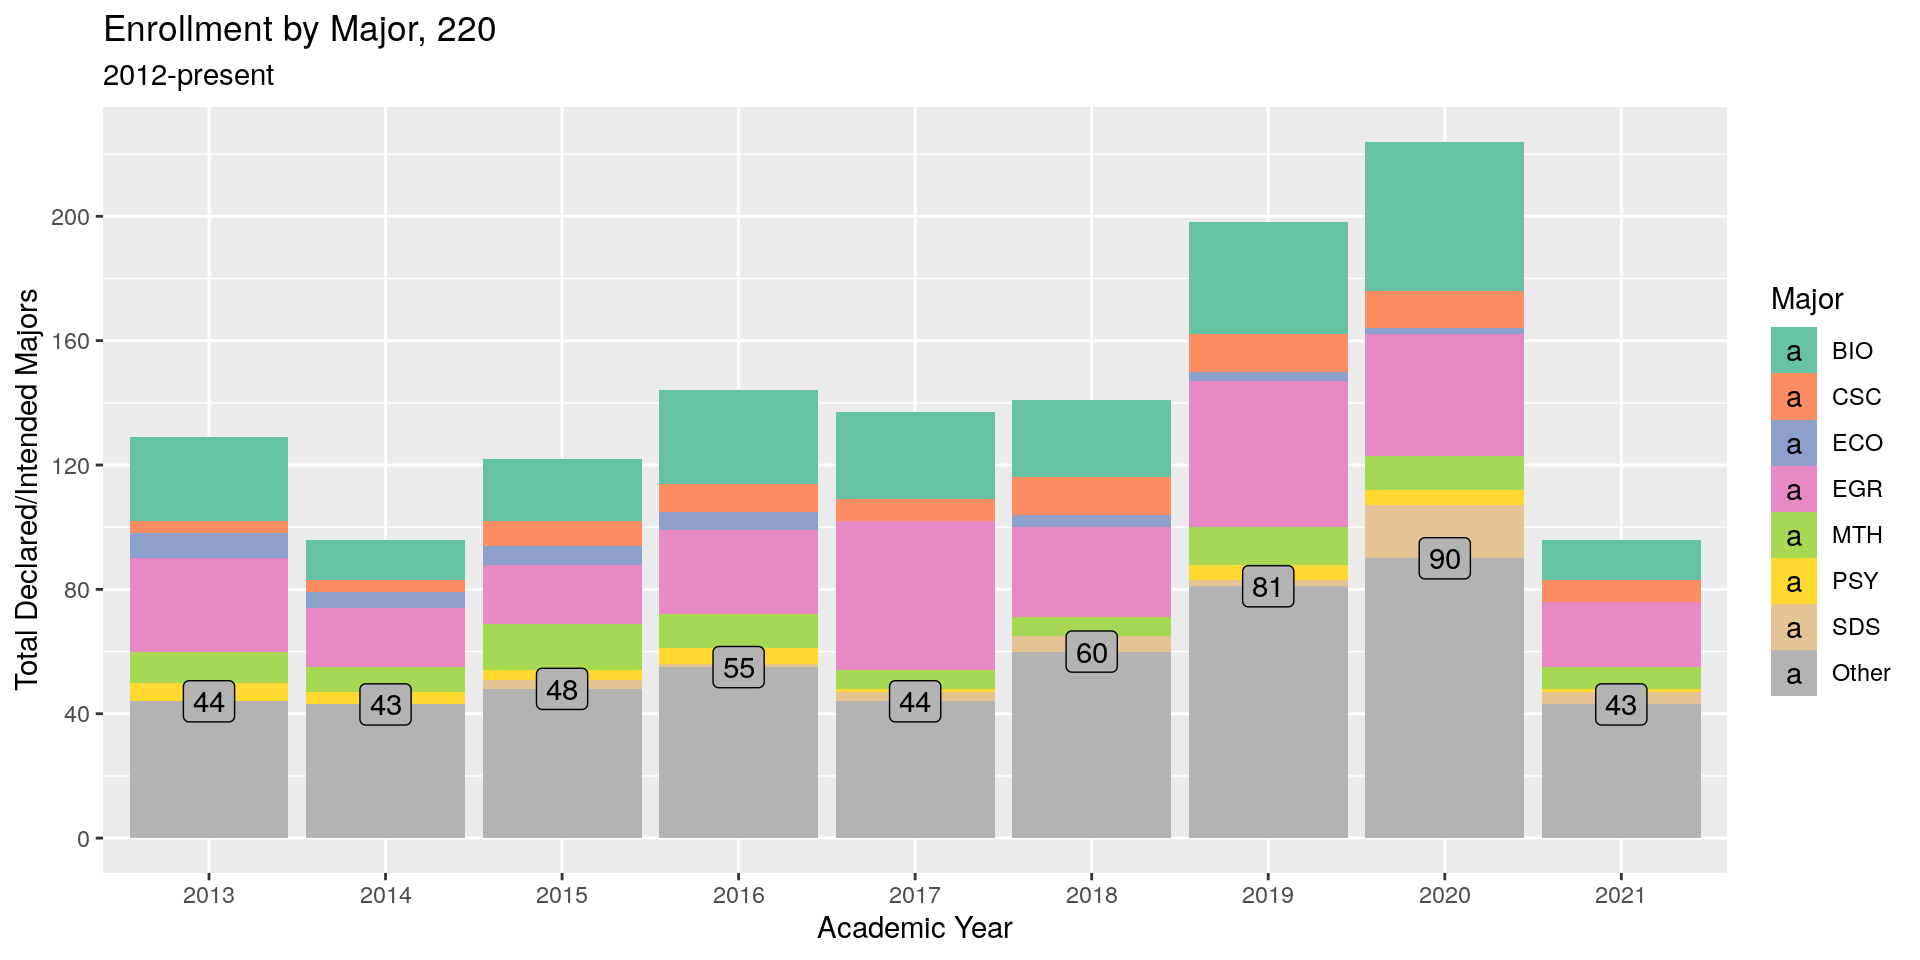 Enrollment by Major, 220
2012-present
Total Declared/Intended Majors
200
160
120
80
40
0
44
43
48
55
44
60
81
90
43
2013
2014
2015
2016
2017
2018
2019
2020
2021
Academic Year
Major
a BIO
a CSC
a ECO
a EGR
a MTH
a PSY
a SDS
a Other